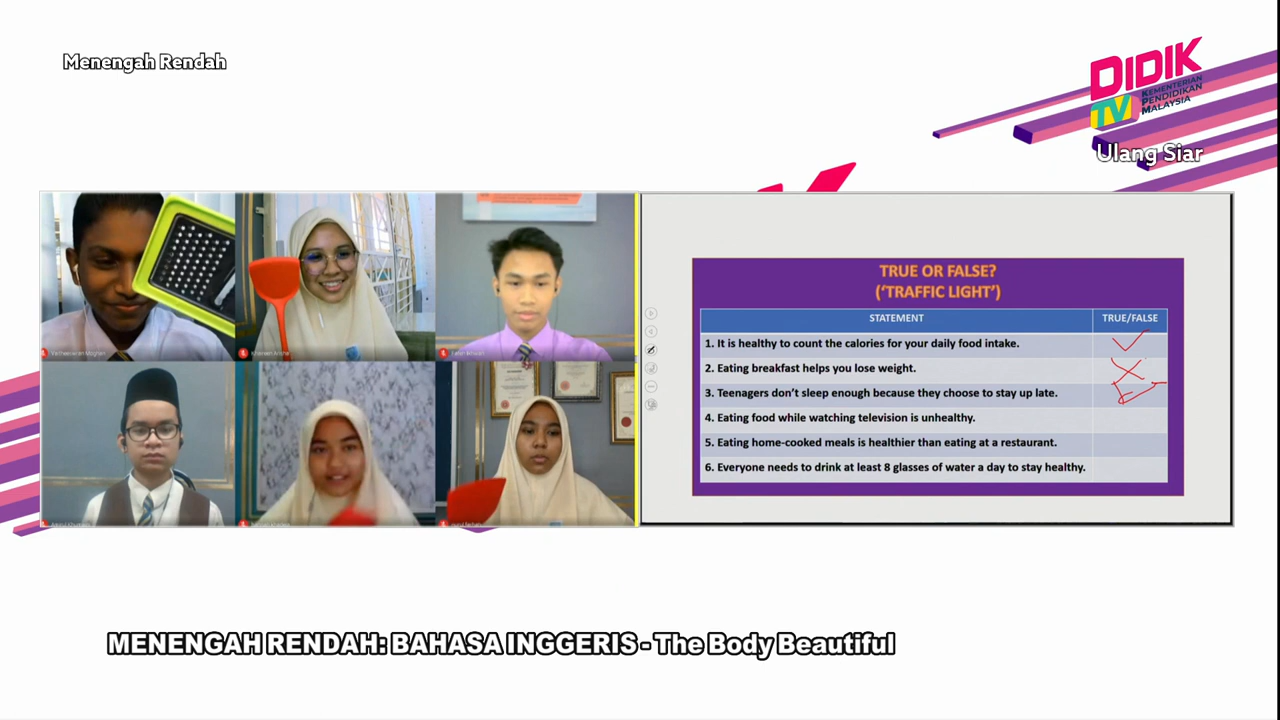 Menengah Rendah
DIDIK
TV
KEMENTERIAN
PENDIDIKAN
MALAYSIA
Ulang Siar
TRUE OR FALSE?
('TRAFFIC LIGHT')
STATEMENT TRUE/FALSE
1. It is healthy to count the calories for your daily food intake.
2. Eating breakfast helps you lose weight.
3. Teenagers don't sleep enough because they choose to stay up late.
4. Eating food while watching television is unhealthy.
5. Eating home-cooked meals is healthier than eating at a restaurant.
6. Everyone needs to drink at least 8 glasses of water a day to stay healthy.
MENENGAH RENDAH: BAHASA INGGERIS - The Body Beautiful